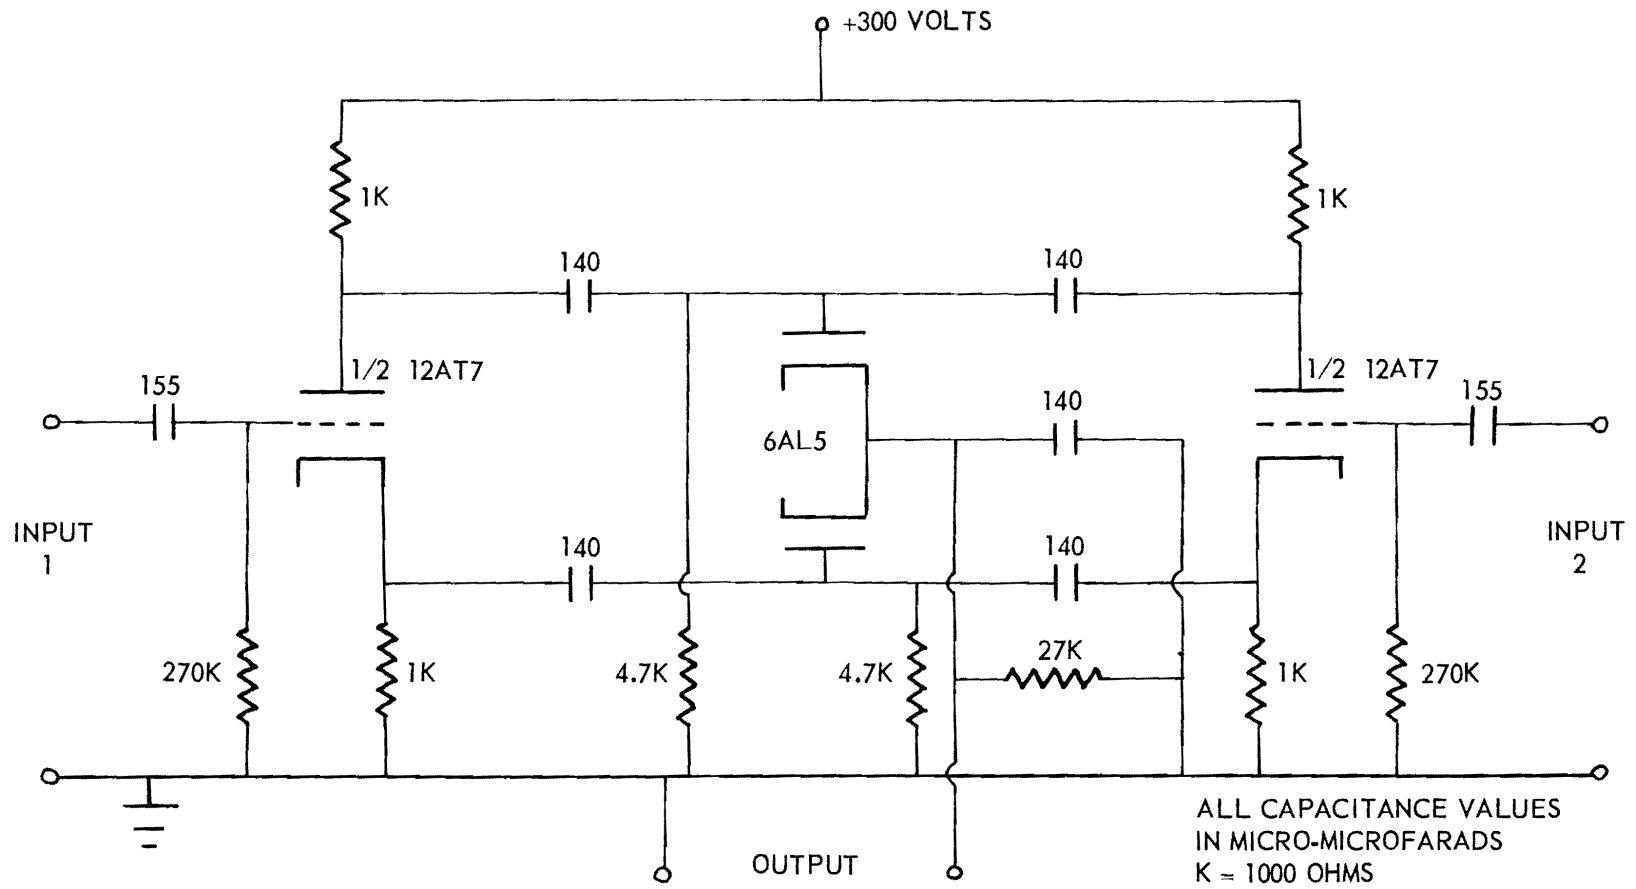 +300 VOLTS
1K
1K
140
140
1/2 12AT7
1/2 12AT7
155
140
155
6AL5
INPUT
1
140
140
INPUT
2
270K
1K
4.7K
4.7K
27K
1K
270K
OUTPUT
ALL CAPACITANCE VALUES
IN MICRO-MICROFARADS
K = 1000 OHMS